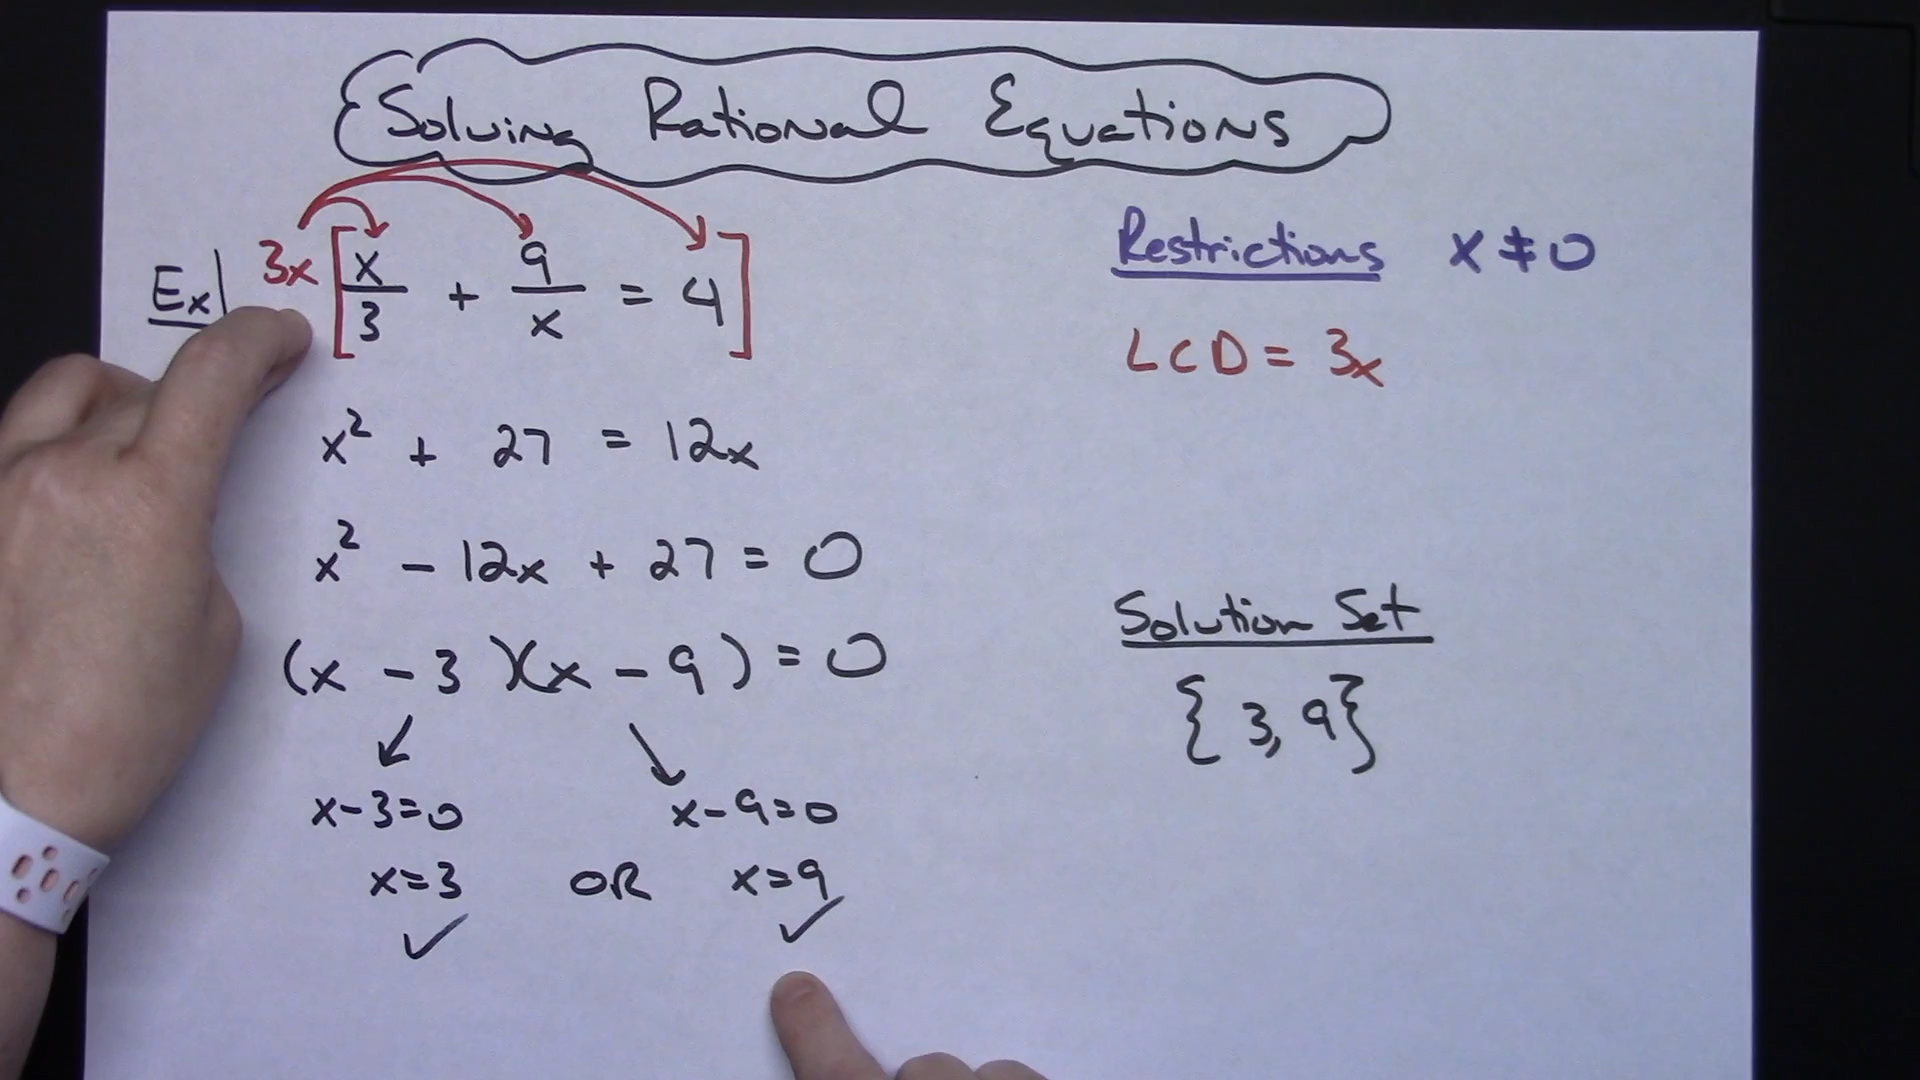 Solving Rational Equations
Ex| 3x [x/3 + 9/x = 4]
Restrictions x ≠ 0
LCD = 3x
x² + 27 = 12x
x² - 12x + 27 = 0
(x - 3)(x - 9) = 0
x-3=0 x-9=0
x=3 OR x=9
✓ ✓
Solution Set
{3, 9}